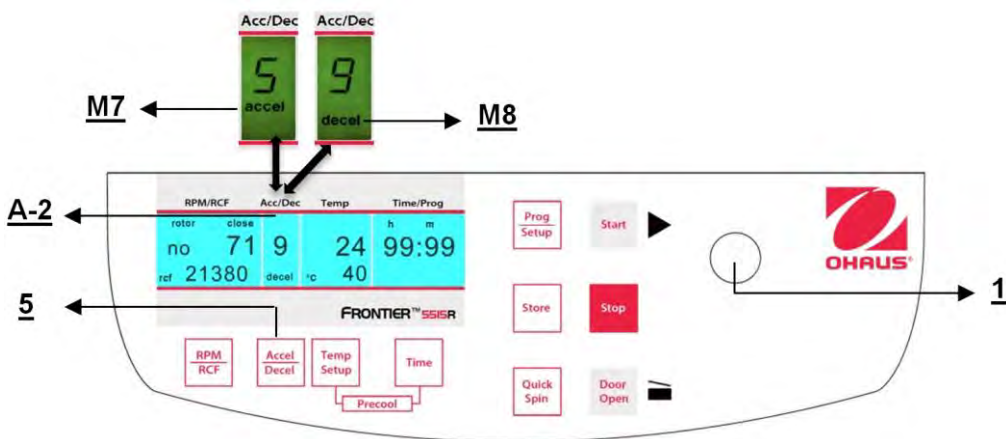 Acc/Dec Acc/Dec
5 9
accel
decel
M7
M8
RPM/RCF Acc/Dec Temp Time/Prog
A-2
rotor close h m
no 71 9 24 99:99
rcf 21380 decel °C 40
FRONTIER™ 5515R
5
RPM
RCF
Accel
Decel
Temp
Setup
Time
Precool
Prog
Setup
Start
Store
Stop
Quick
Spin
Door
Open
OHAUS®
1